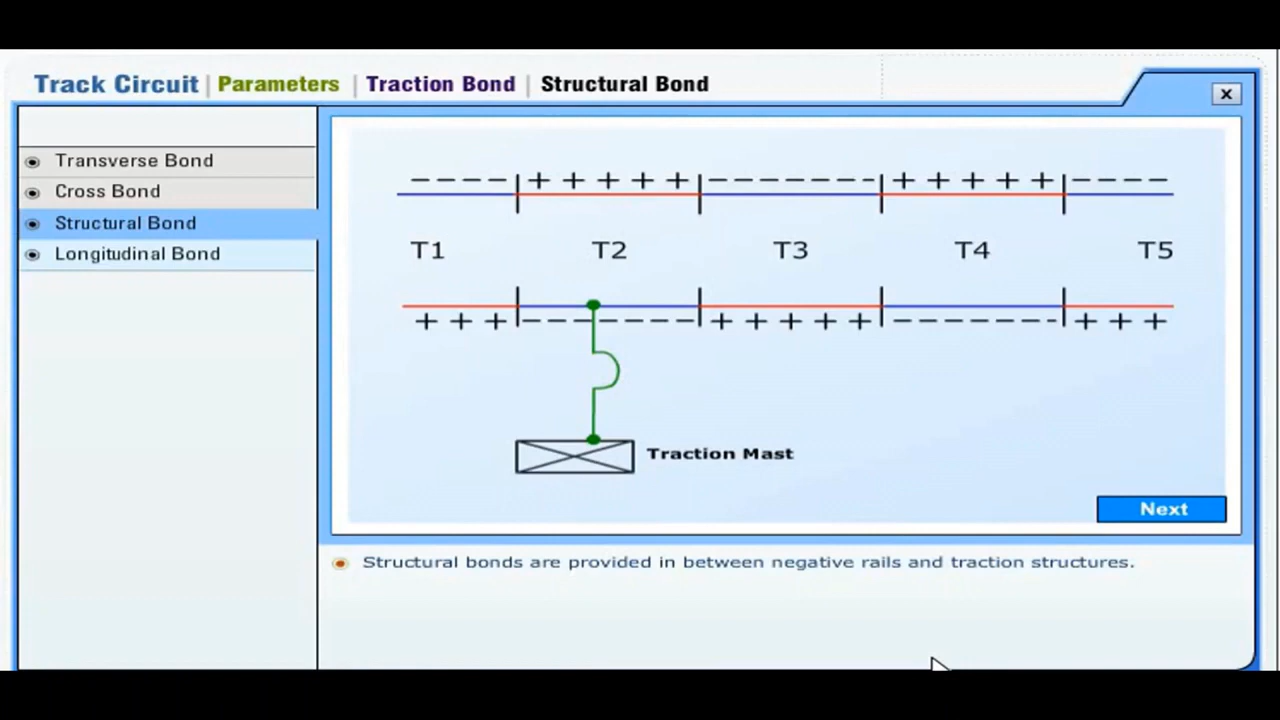 Track Circuit | Parameters | Traction Bond | Structural Bond
x
Transverse Bond
Cross Bond
Structural Bond
Longitudinal Bond
– – – – – + + + + + – – – – – – – – + + + + + – – – –
T1 T2 T3 T4 T5
+ + + – – – – – – – + + + + + – – – – – – – + + +
Traction Mast
Next
Structural bonds are provided in between negative rails and traction structures.